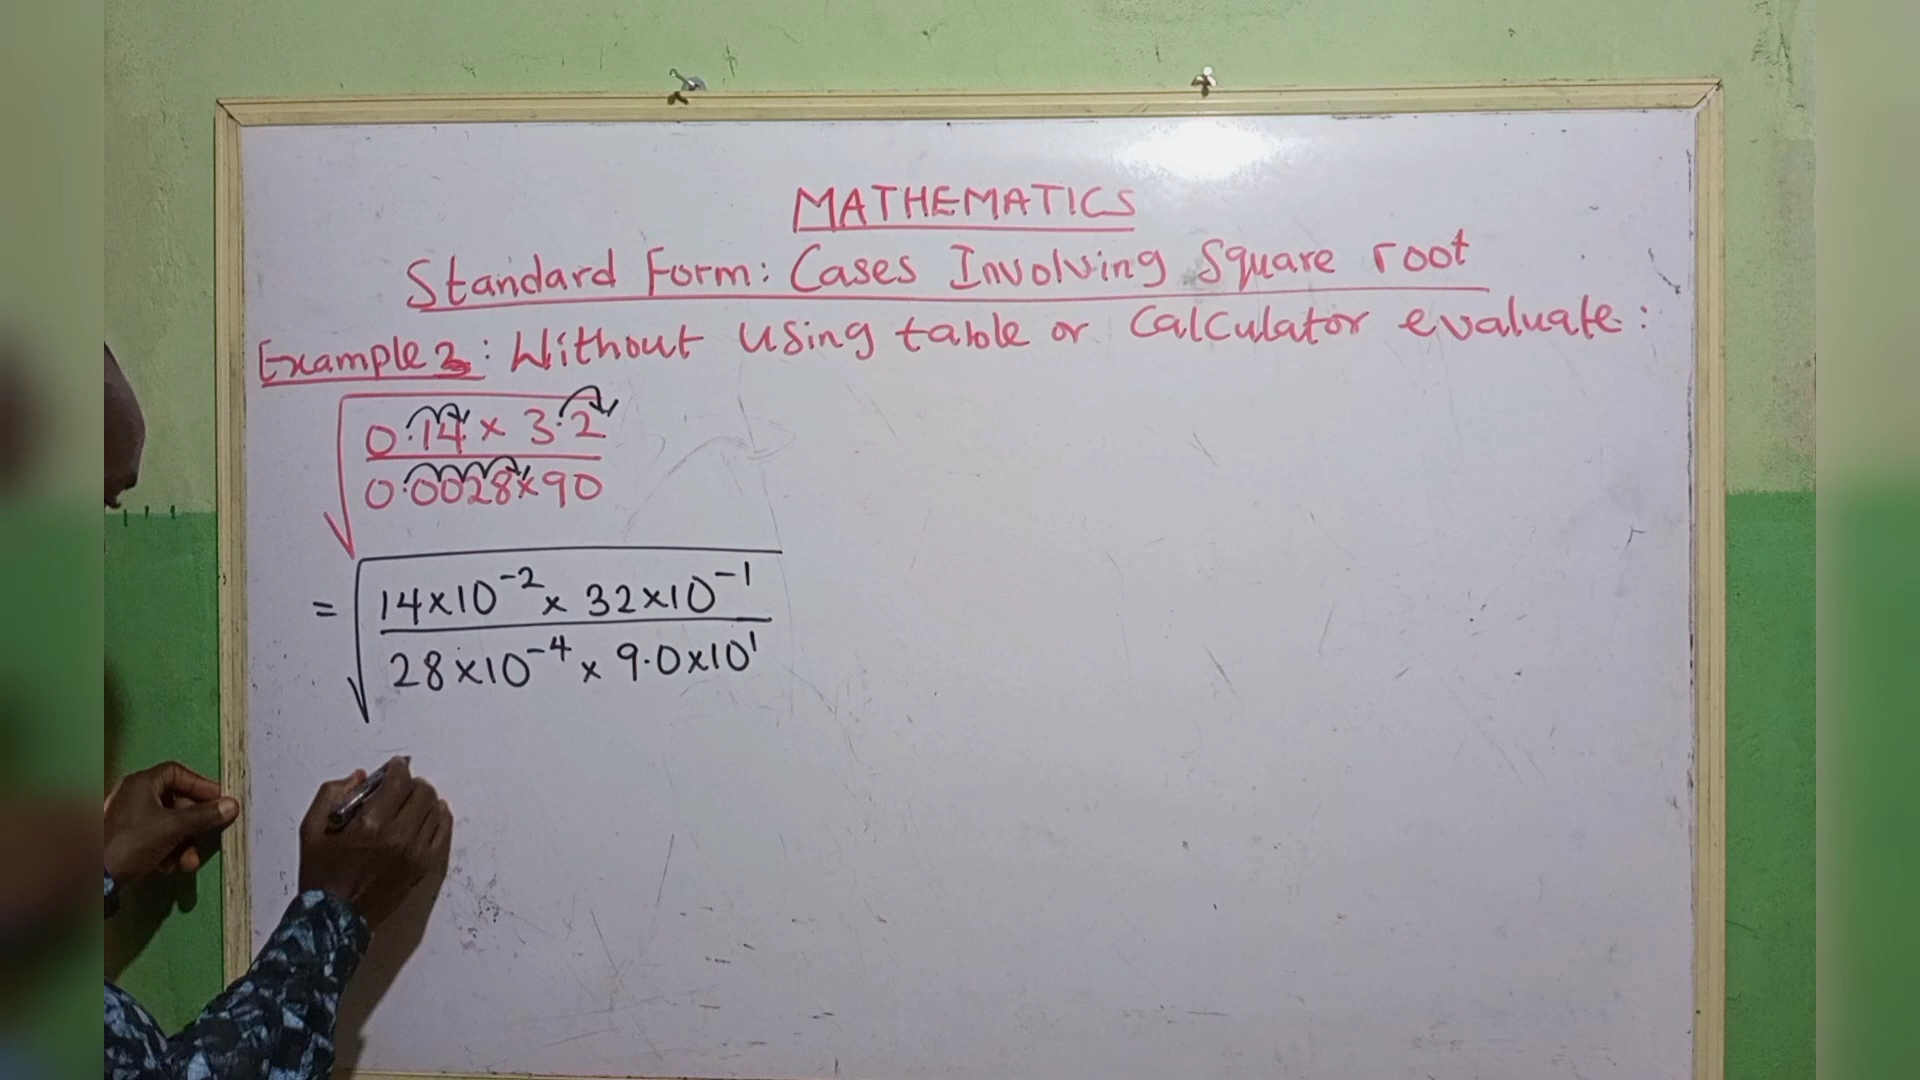 MATHEMATICS
Standard Form: Cases Involving Square root
Example 2: Without using table or Calculator evaluate:
√(0.14 × 3.2
0.0028×90)
= √(14×10⁻² × 32×10⁻¹
28×10⁻⁴ × 9.0×10¹)